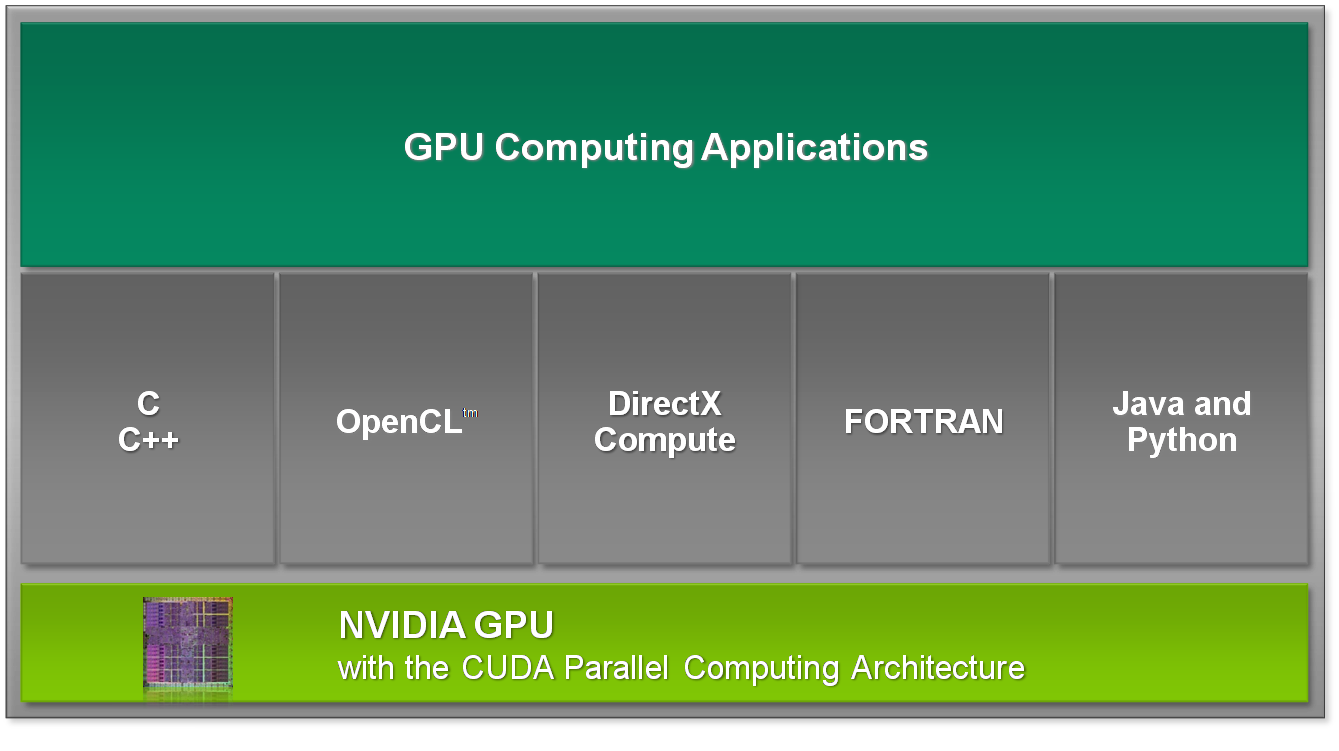 GPU Computing Applications
C
C++
OpenCL™
DirectX
Compute
FORTRAN
Java and
Python
NVIDIA GPU
with the CUDA Parallel Computing Architecture